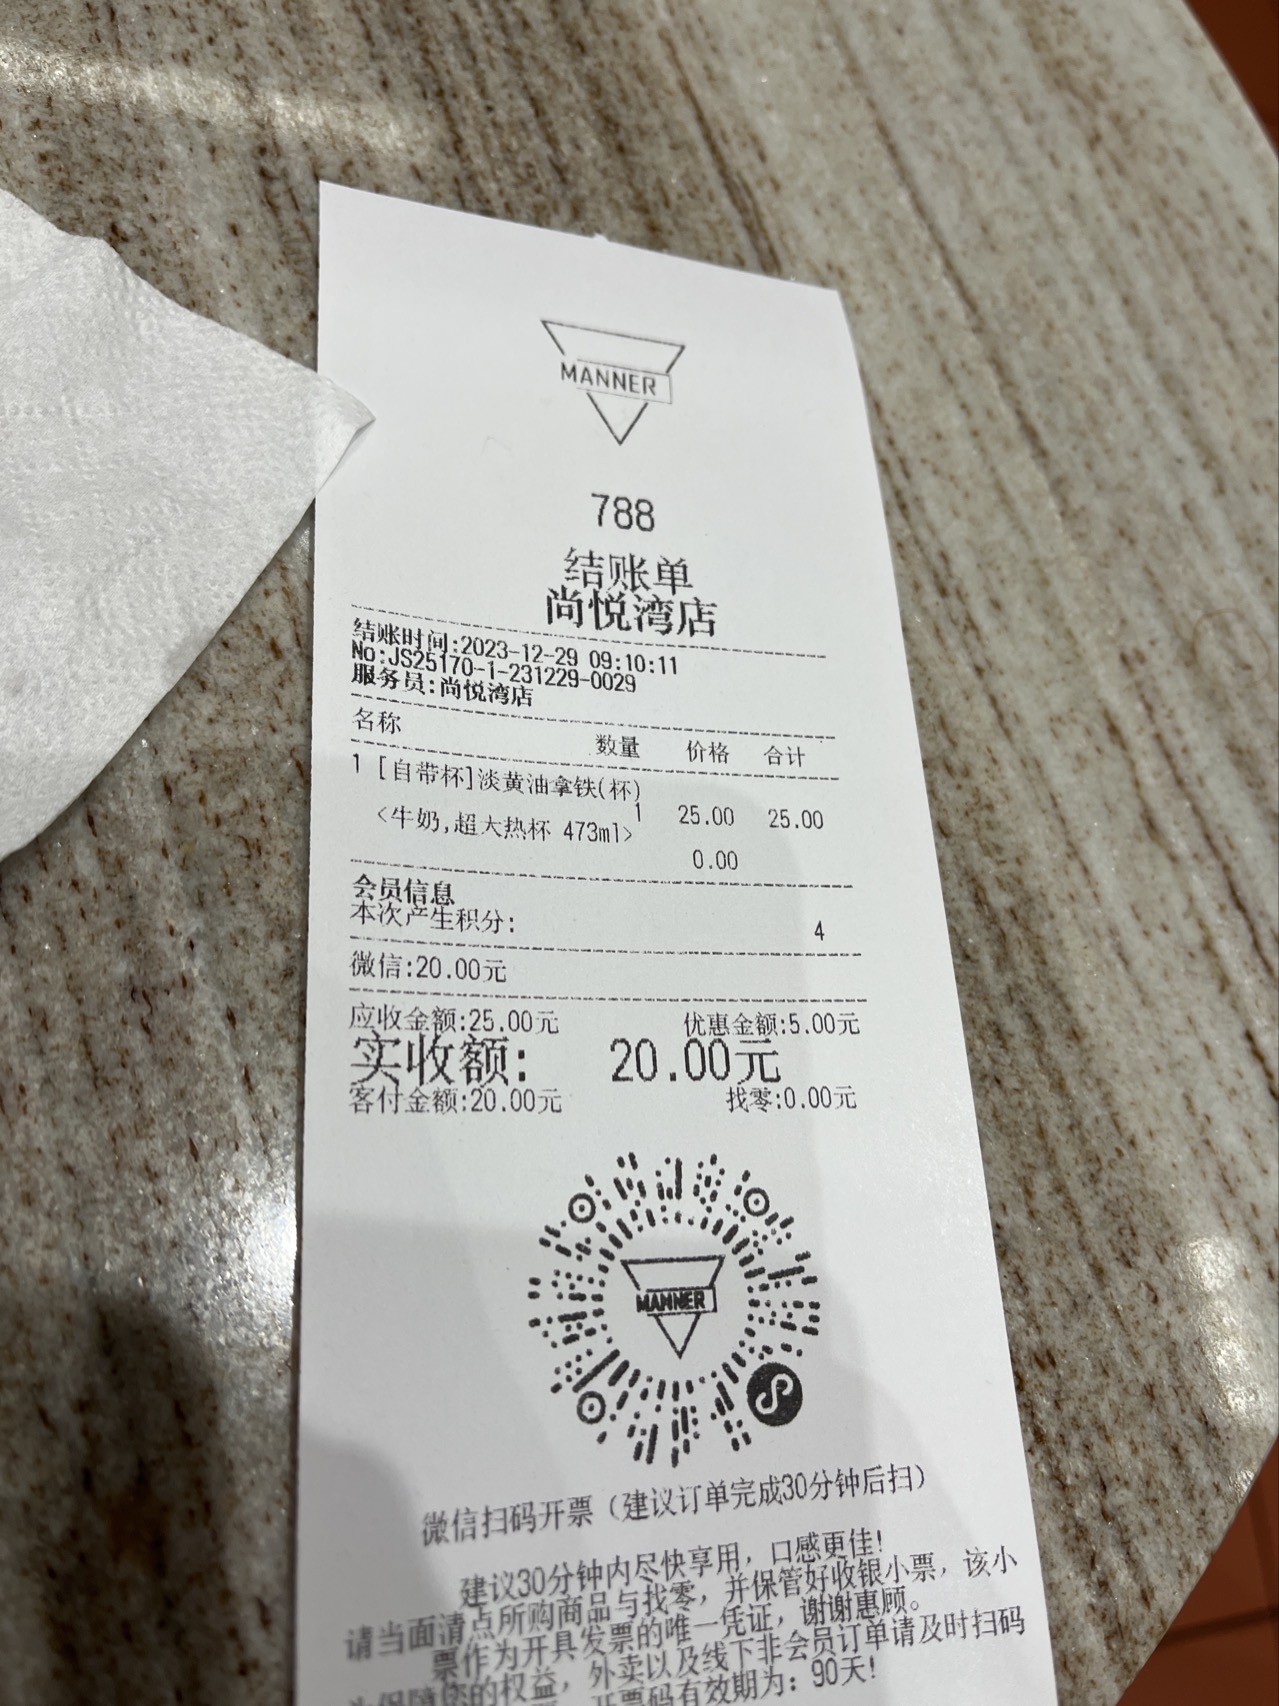 MANNER
788
结账单
尚悦湾店
结账时间:2023-12-29 09:10:11
No:JS25170-1-231229-0029
服务员:尚悦湾店
名称 数量 价格 合计
1 [自带杯]淡黄油拿铁(杯)
1 25.00 25.00
<牛奶,超大热杯 473ml>
0.00
会员信息
本次产生积分: 4
微信:20.00元
应收金额:25.00元 优惠金额:5.00元
实收额: 20.00元
客付金额:20.00元 找零:0.00元
MANNER
微信扫码开票（建议订单完成30分钟后扫）
建议30分钟内尽快享用，口感更佳!
请当面清点所购商品与找零，并保管好收银小票，该小
票作为开具发票的唯一凭证，谢谢惠顾。
为保障您的权益，外卖以及线下非会员订单请及时扫码
开票码有效期为：90天!